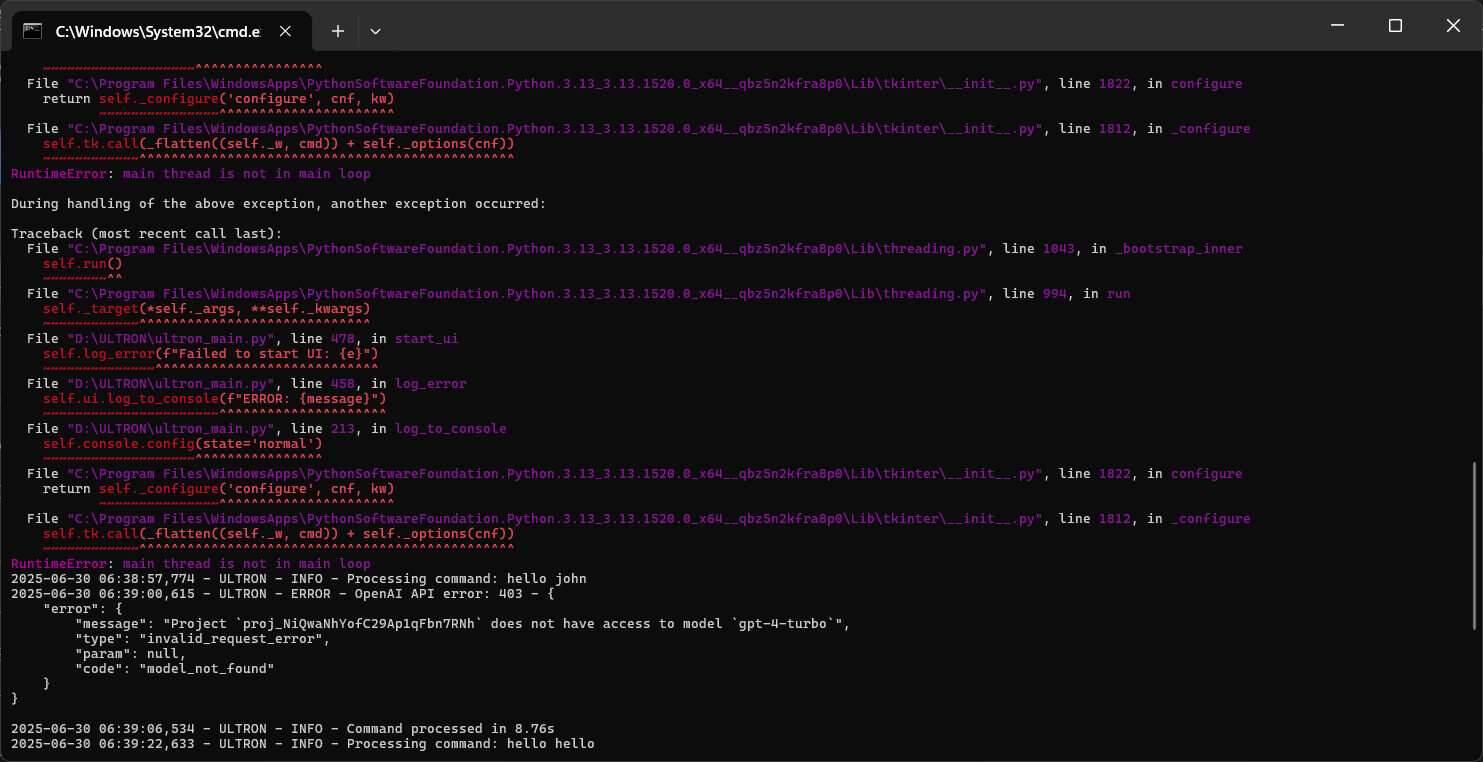 C:\Windows\System32\cmd.e
~~~~~~~~~~~~~~~~~~~^^^^^^^^^^^^^^^^
File "C:\Program Files\WindowsApps\PythonSoftwareFoundation.Python.3.13_3.13.1520.0_x64__qbz5n2kfra8p0\Lib\tkinter\__init__.py", line 1822, in configure
return self._configure('configure', cnf, kw)
~~~~~~~~~~~~~~~^^^^^^^^^^^^^^^^^^^^^^
File "C:\Program Files\WindowsApps\PythonSoftwareFoundation.Python.3.13_3.13.1520.0_x64__qbz5n2kfra8p0\Lib\tkinter\__init__.py", line 1812, in _configure
self.tk.call(_flatten((self._w, cmd)) + self._options(cnf))
~~~~~~~~~~~~^^^^^^^^^^^^^^^^^^^^^^^^^^^^^^^^^^^^^^^^^^^^^^^
RuntimeError: main thread is not in main loop
During handling of the above exception, another exception occurred:
Traceback (most recent call last):
File "C:\Program Files\WindowsApps\PythonSoftwareFoundation.Python.3.13_3.13.1520.0_x64__qbz5n2kfra8p0\Lib\threading.py", line 1043, in _bootstrap_inner
self.run()
~~~~~~~~^^
File "C:\Program Files\WindowsApps\PythonSoftwareFoundation.Python.3.13_3.13.1520.0_x64__qbz5n2kfra8p0\Lib\threading.py", line 994, in run
self._target(*self._args, **self._kwargs)
~~~~~~~~~~~~^^^^^^^^^^^^^^^^^^^^^^^^^^^^^
File "D:\ULTRON\ultron_main.py", line 478, in start_ui
self.log_error(f"Failed to start UI: {e}")
~~~~~~~~~~~~~~^^^^^^^^^^^^^^^^^^^^^^^^^^^^
File "D:\ULTRON\ultron_main.py", line 458, in log_error
self.ui.log_to_console(f"ERROR: {message}")
~~~~~~~~~~~~~~~~~~~~~~^^^^^^^^^^^^^^^^^^^^^
File "D:\ULTRON\ultron_main.py", line 213, in log_to_console
self.console.config(state='normal')
~~~~~~~~~~~~~~~~~~~^^^^^^^^^^^^^^^^
File "C:\Program Files\WindowsApps\PythonSoftwareFoundation.Python.3.13_3.13.1520.0_x64__qbz5n2kfra8p0\Lib\tkinter\__init__.py", line 1822, in configure
return self._configure('configure', cnf, kw)
~~~~~~~~~~~~~~~^^^^^^^^^^^^^^^^^^^^^^
File "C:\Program Files\WindowsApps\PythonSoftwareFoundation.Python.3.13_3.13.1520.0_x64__qbz5n2kfra8p0\Lib\tkinter\__init__.py", line 1812, in _configure
self.tk.call(_flatten((self._w, cmd)) + self._options(cnf))
~~~~~~~~~~~~^^^^^^^^^^^^^^^^^^^^^^^^^^^^^^^^^^^^^^^^^^^^^^^
RuntimeError: main thread is not in main loop
2025-06-30 06:38:57,774 - ULTRON - INFO - Processing command: hello john
2025-06-30 06:39:00,615 - ULTRON - ERROR - OpenAI API error: 403 - {
"error": {
"message": "Project `proj_NiQwaNhYofC29Ap1qFbn7RNh` does not have access to model `gpt-4-turbo`",
"type": "invalid_request_error",
"param": null,
"code": "model_not_found"
}
}
2025-06-30 06:39:06,534 - ULTRON - INFO - Command processed in 8.76s
2025-06-30 06:39:22,633 - ULTRON - INFO - Processing command: hello hello